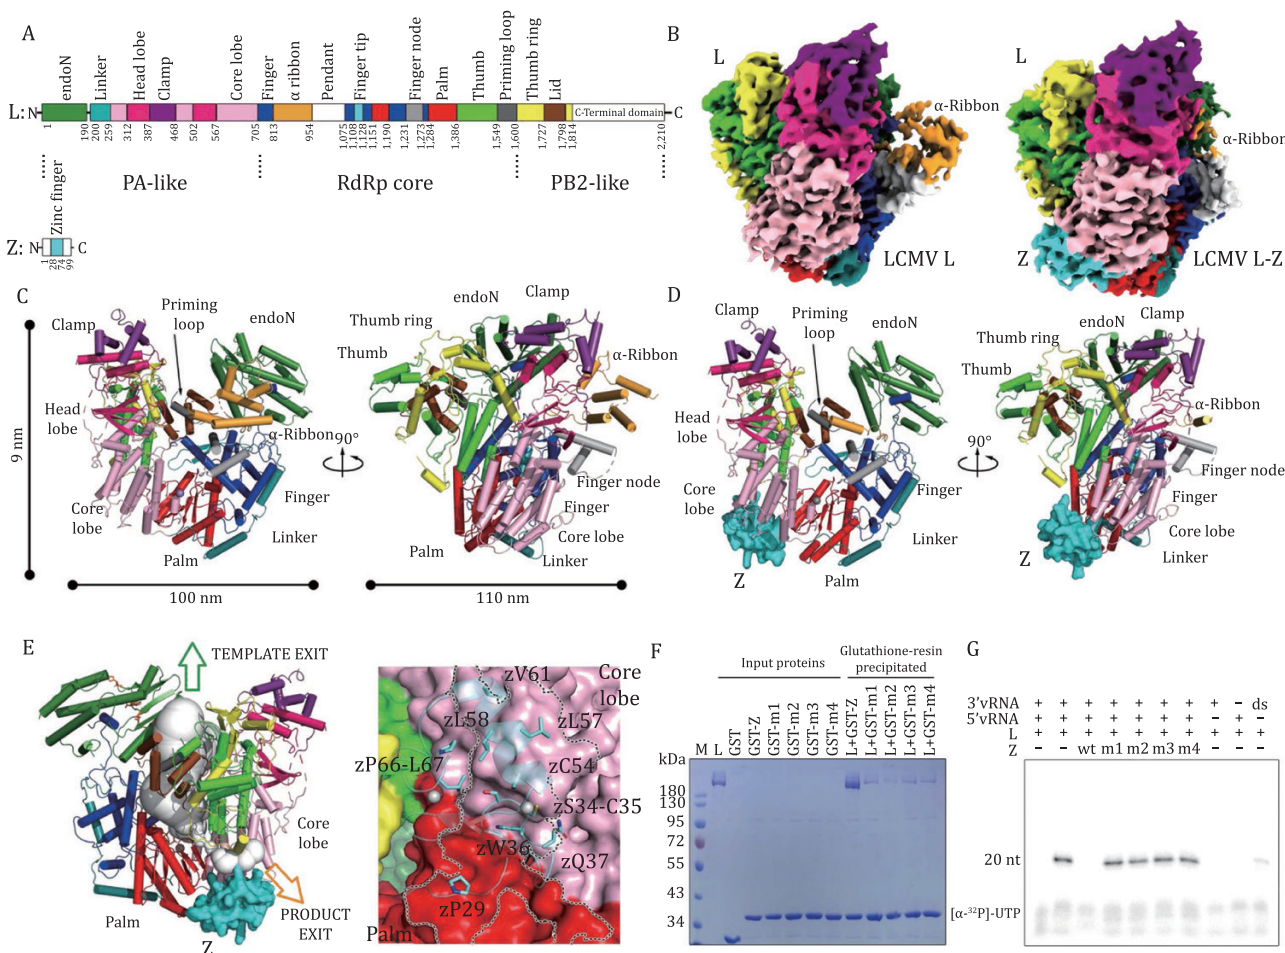 A
endoN
Linker
Head lobe
Clamp
Core lobe
Finger
α ribbon
Pendant
Finger tip
Finger node
Palm
Thumb
Priming loop
Thumb ring
Lid
L: N
C-Terminal domain
C
1
190
200
259
312
387
468
502
567
705
813
954
1,075
1,108
1,128
1,151
1,190
1,231
1,273
1,284
1,386
1,549
1,600
1,727
1,798
1,814
2,210
PA-like
RdRp core
PB2-like
Zinc finger
Z: N
C
1
28
74
99
B
L
α-Ribbon
LCMV L
L
α-Ribbon
Z
LCMV L-Z
C
9 nm
Clamp
Priming
loop
endoN
Head
lobe
α-Ribbon
Core
lobe
Finger
Linker
Palm
100 nm
90°
Thumb ring
endoN
Clamp
Thumb
α-Ribbon
Finger node
Finger
Core lobe
Palm
Linker
110 nm
D
Clamp
Priming
loop
endoN
Head
lobe
Core
lobe
Finger
Linker
Z
Palm
90°
Thumb ring
endoN
Clamp
Thumb
α-Ribbon
Finger node
Finger
Core lobe
Linker
Z
E
TEMPLATE EXIT
Core
lobe
Palm
PRODUCT
EXIT
Z
zV61
Core
lobe
zL58
zL57
zP66-L67
zC54
zS34-C35
zW36
zQ37
zP29
Palm
F
Input proteins
Glutathione-resin
precipitated
kDa
M
L
GST
GST-Z
GST-m1
GST-m2
GST-m3
GST-m4
L+GST-Z
L+GST-m1
L+GST-m2
L+GST-m3
L+GST-m4
180
130
95
72
55
43
34
G
3'vRNA + + + + + + + + − ds
5'vRNA + + + + + + + − +
L + + + + + + + + + +
Z − − wt m1 m2 m3 m4 − − −
20 nt
[α-³²P]-UTP